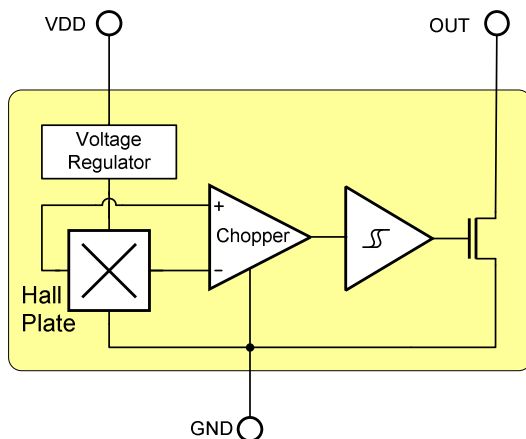 VDD
OUT
Voltage
Regulator
+
Chopper
−
Hall
Plate
GND